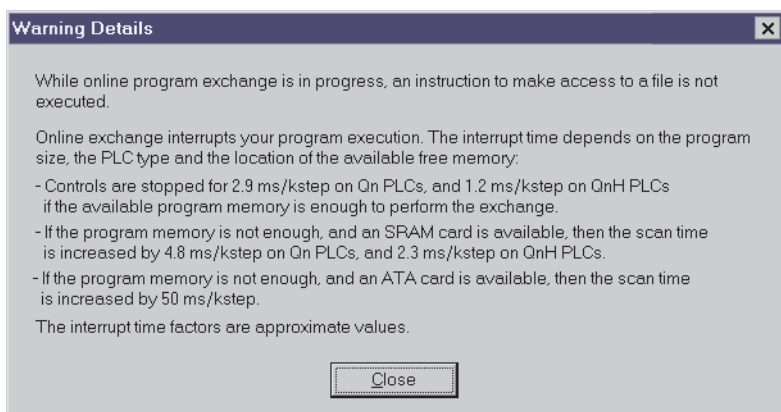 Warning Details
While online program exchange is in progress, an instruction to make access to a file is not
executed.
Online exchange interrupts your program execution. The interrupt time depends on the program
size, the PLC type and the location of the available free memory:
- Controls are stopped for 2.9 ms/kstep on Qn PLCs, and 1.2 ms/kstep on QnH PLCs
if the available program memory is enough to perform the exchange.
- If the program memory is not enough, and an SRAM card is available, then the scan time
is increased by 4.8 ms/kstep on Qn PLCs, and 2.3 ms/kstep on QnH PLCs.
- If the program memory is not enough, and an ATA card is available, then the scan time
is increased by 50 ms/kstep.
The interrupt time factors are approximate values.
Close